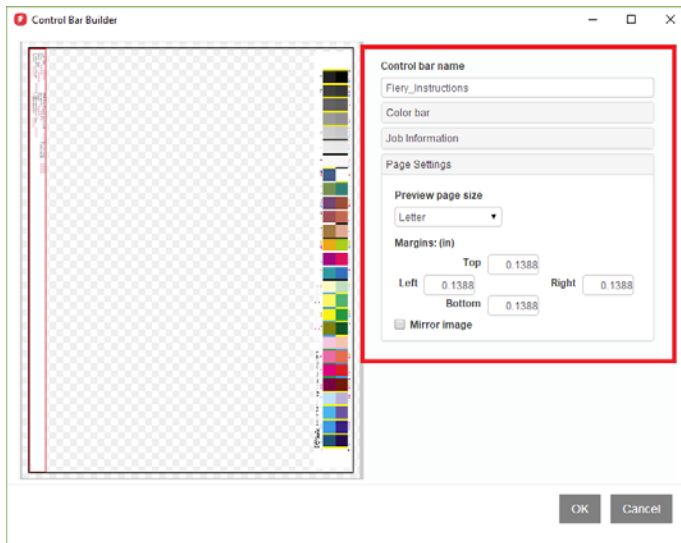 Control Bar Builder
Control bar name
Fiery_Instructions
Color bar
Job Information
Page Settings
Preview page size
Letter
Margins: (in)
Top 0.1388
Left 0.1388 Right 0.1388
Bottom 0.1388
Mirror image
OK Cancel